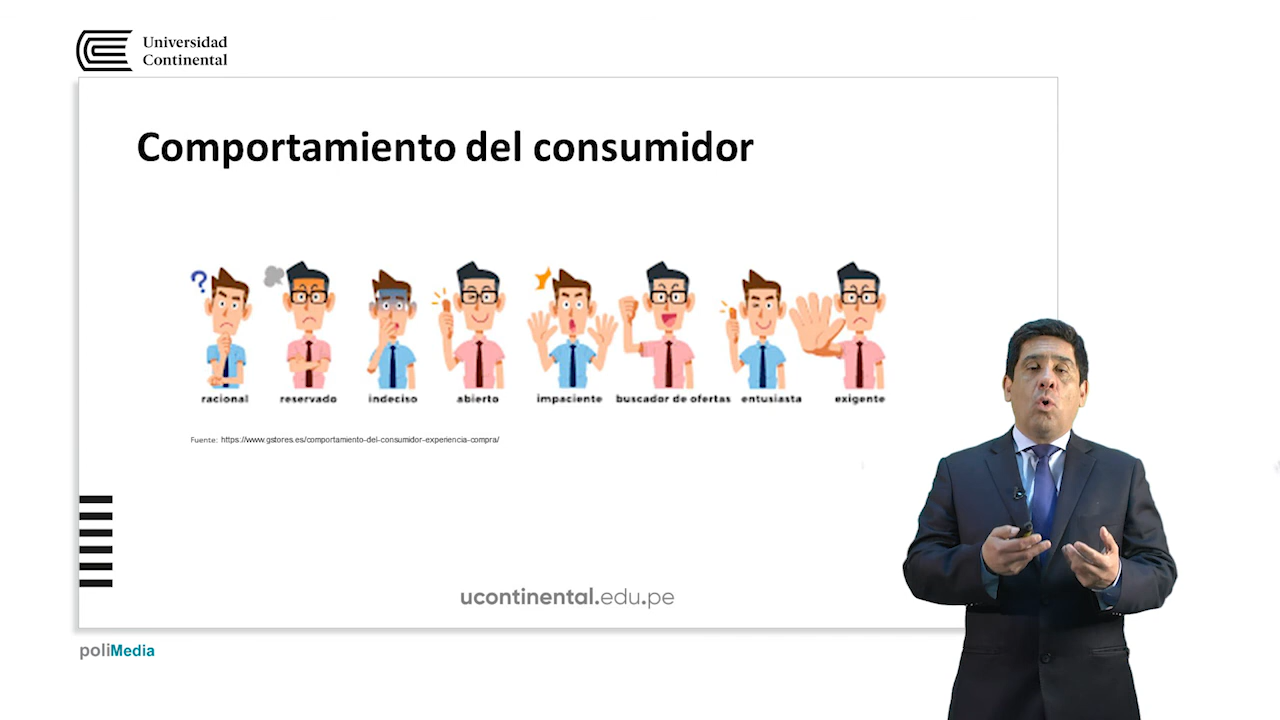 Universidad
Continental
Comportamiento del consumidor
racional reservado indeciso abierto impaciente buscador de ofertas entusiasta exigente
Fuente: https://www.gstores.es/comportamiento-del-consumidor-experiencia-compra/
ucontinental.edu.pe
poliMedia